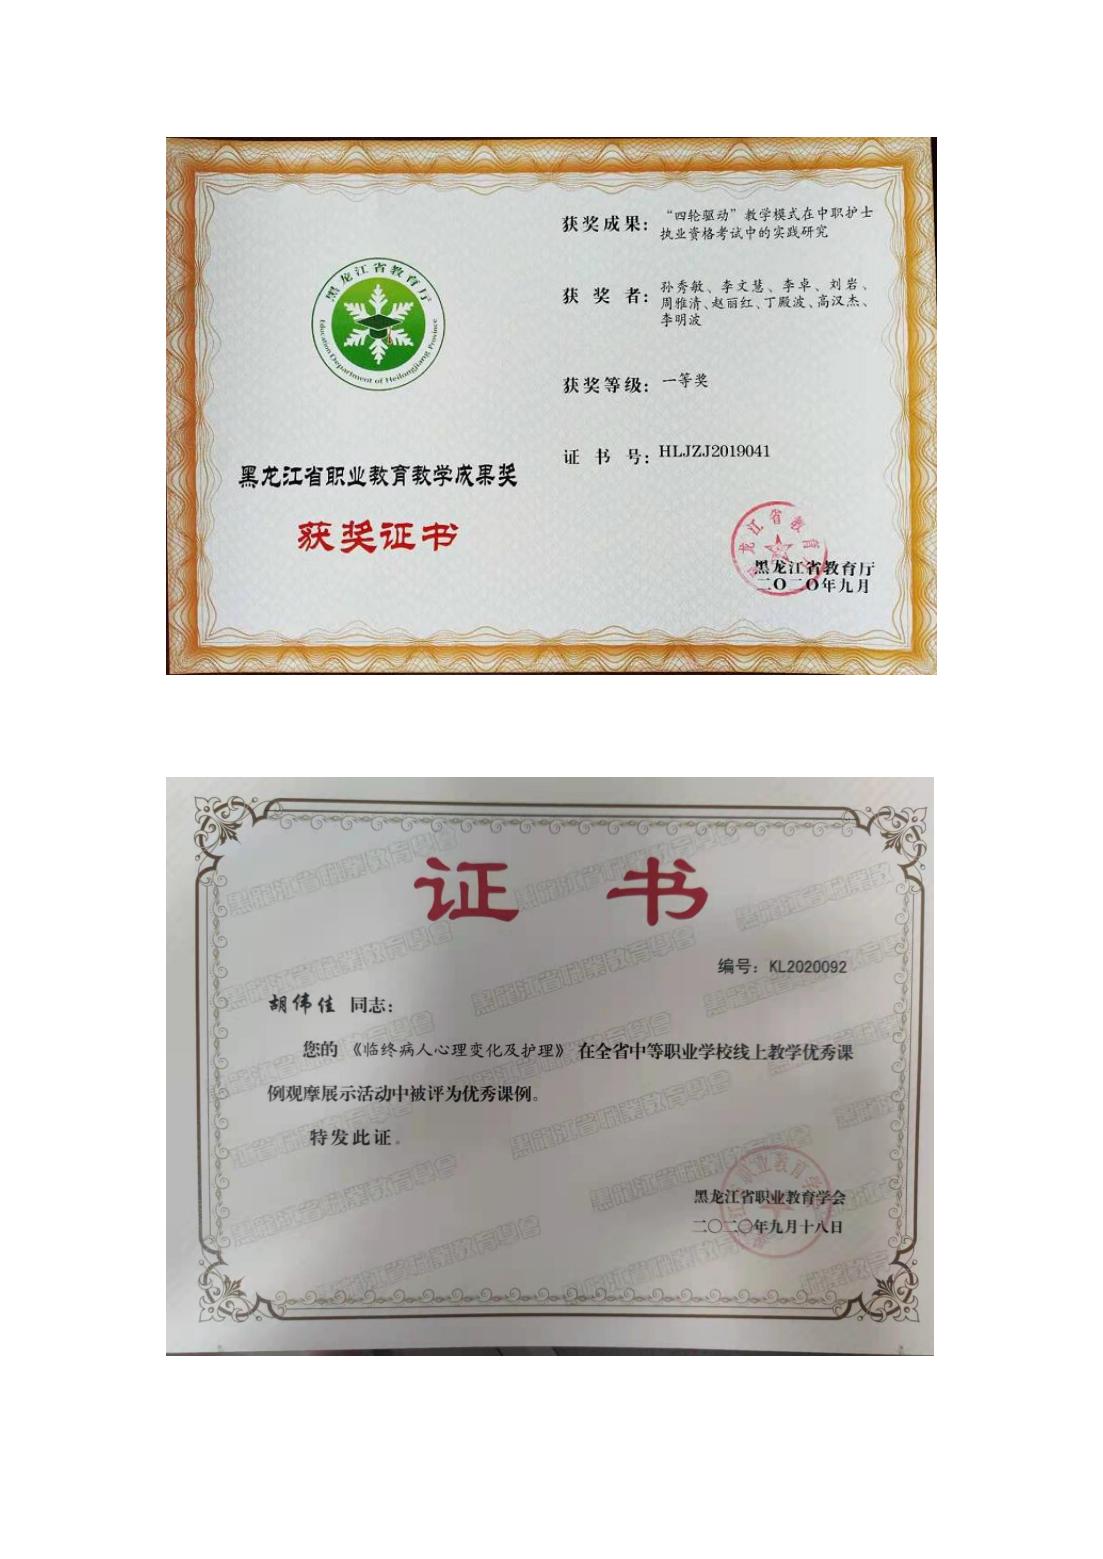 黑龙江省教育厅
Education Department of Heilongjiang Province
黑龙江省职业教育教学成果奖
获奖证书
获奖成果：“四轮驱动”教学模式在中职护士
执业资格考试中的实践研究
获奖者：孙秀敏、李文慧、李卓、刘岩、
周雅清、赵丽红、丁殿波、高汉杰、
李明波
获奖等级：一等奖
证书号：HLJZJ2019041
黑龙江省教育厅
二〇二〇年九月
证书
编号：KL2020092
胡伟佳 同志：
您的《临终病人心理变化及护理》在全省中等职业学校线上教学优秀课
例观摩展示活动中被评为优秀课例。
特发此证。
黑龙江省职业教育学会
二〇二〇年九月十八日